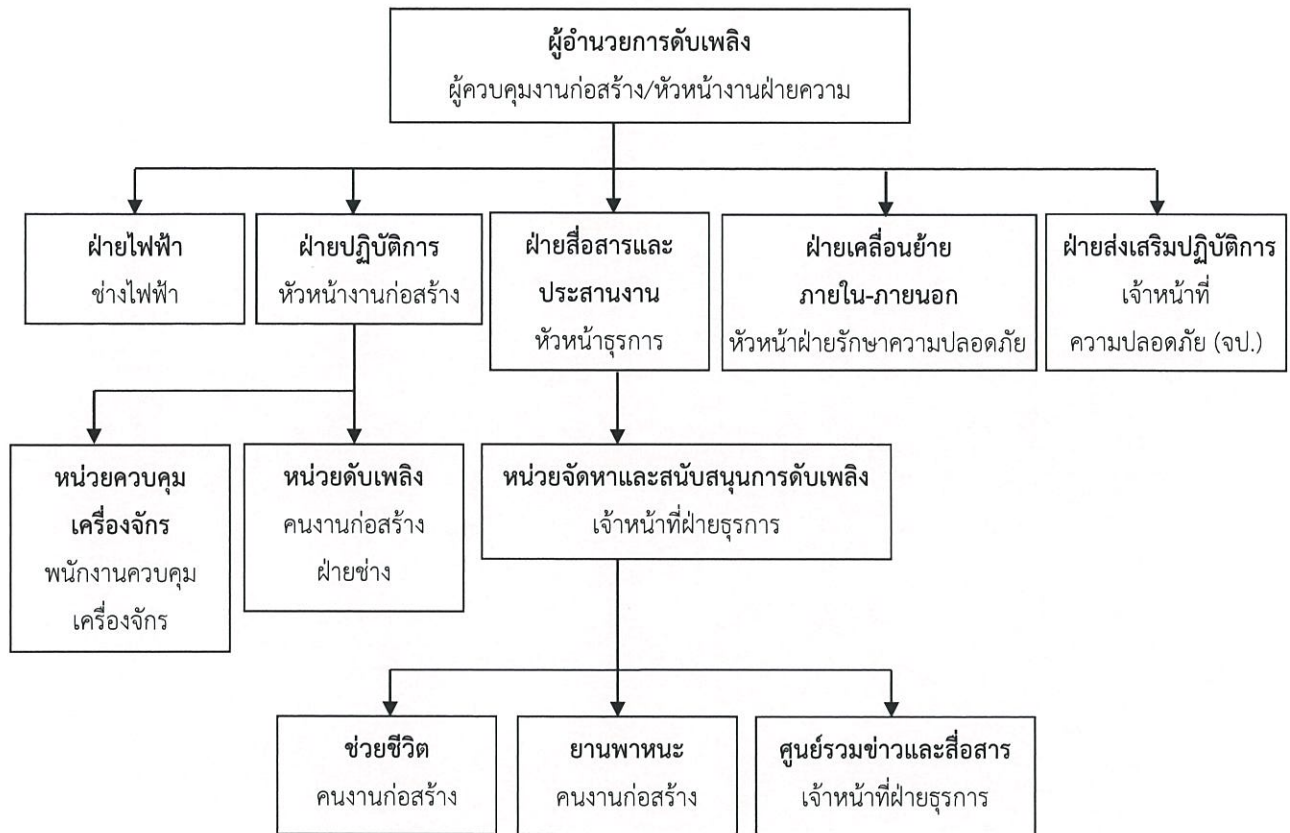 ผู้อำนวยการดับเพลิง
ผู้ควบคุมงานก่อสร้าง/หัวหน้างานฝ่ายความ
ฝ่ายไฟฟ้า
ช่างไฟฟ้า
ฝ่ายปฏิบัติการ
หัวหน้างานก่อสร้าง
ฝ่ายสื่อสารและ
ประสานงาน
หัวหน้าธุรการ
ฝ่ายเคลื่อนย้าย
ภายใน-ภายนอก
หัวหน้าฝ่ายรักษาความปลอดภัย
ฝ่ายส่งเสริมปฏิบัติการ
เจ้าหน้าที่
ความปลอดภัย (จป.)
หน่วยควบคุม
เครื่องจักร
พนักงานควบคุม
เครื่องจักร
หน่วยดับเพลิง
คนงานก่อสร้าง
ฝ่ายช่าง
หน่วยจัดหาและสนับสนุนการดับเพลิง
เจ้าหน้าที่ฝ่ายธุรการ
ช่วยชีวิต
คนงานก่อสร้าง
ยานพาหนะ
คนงานก่อสร้าง
ศูนย์รวมข่าวและสื่อสาร
เจ้าหน้าที่ฝ่ายธุรการ